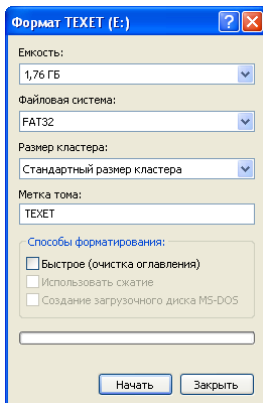 Формат TEXET (E:)
Емкость:
1,76 ГБ
Файловая система:
FAT32
Размер кластера:
Стандартный размер кластера
Метка тома:
TEXET
Способы форматирования:
Быстрое (очистка оглавления)
Использовать сжатие
Создание загрузочного диска MS-DOS
Начать
Закрыть